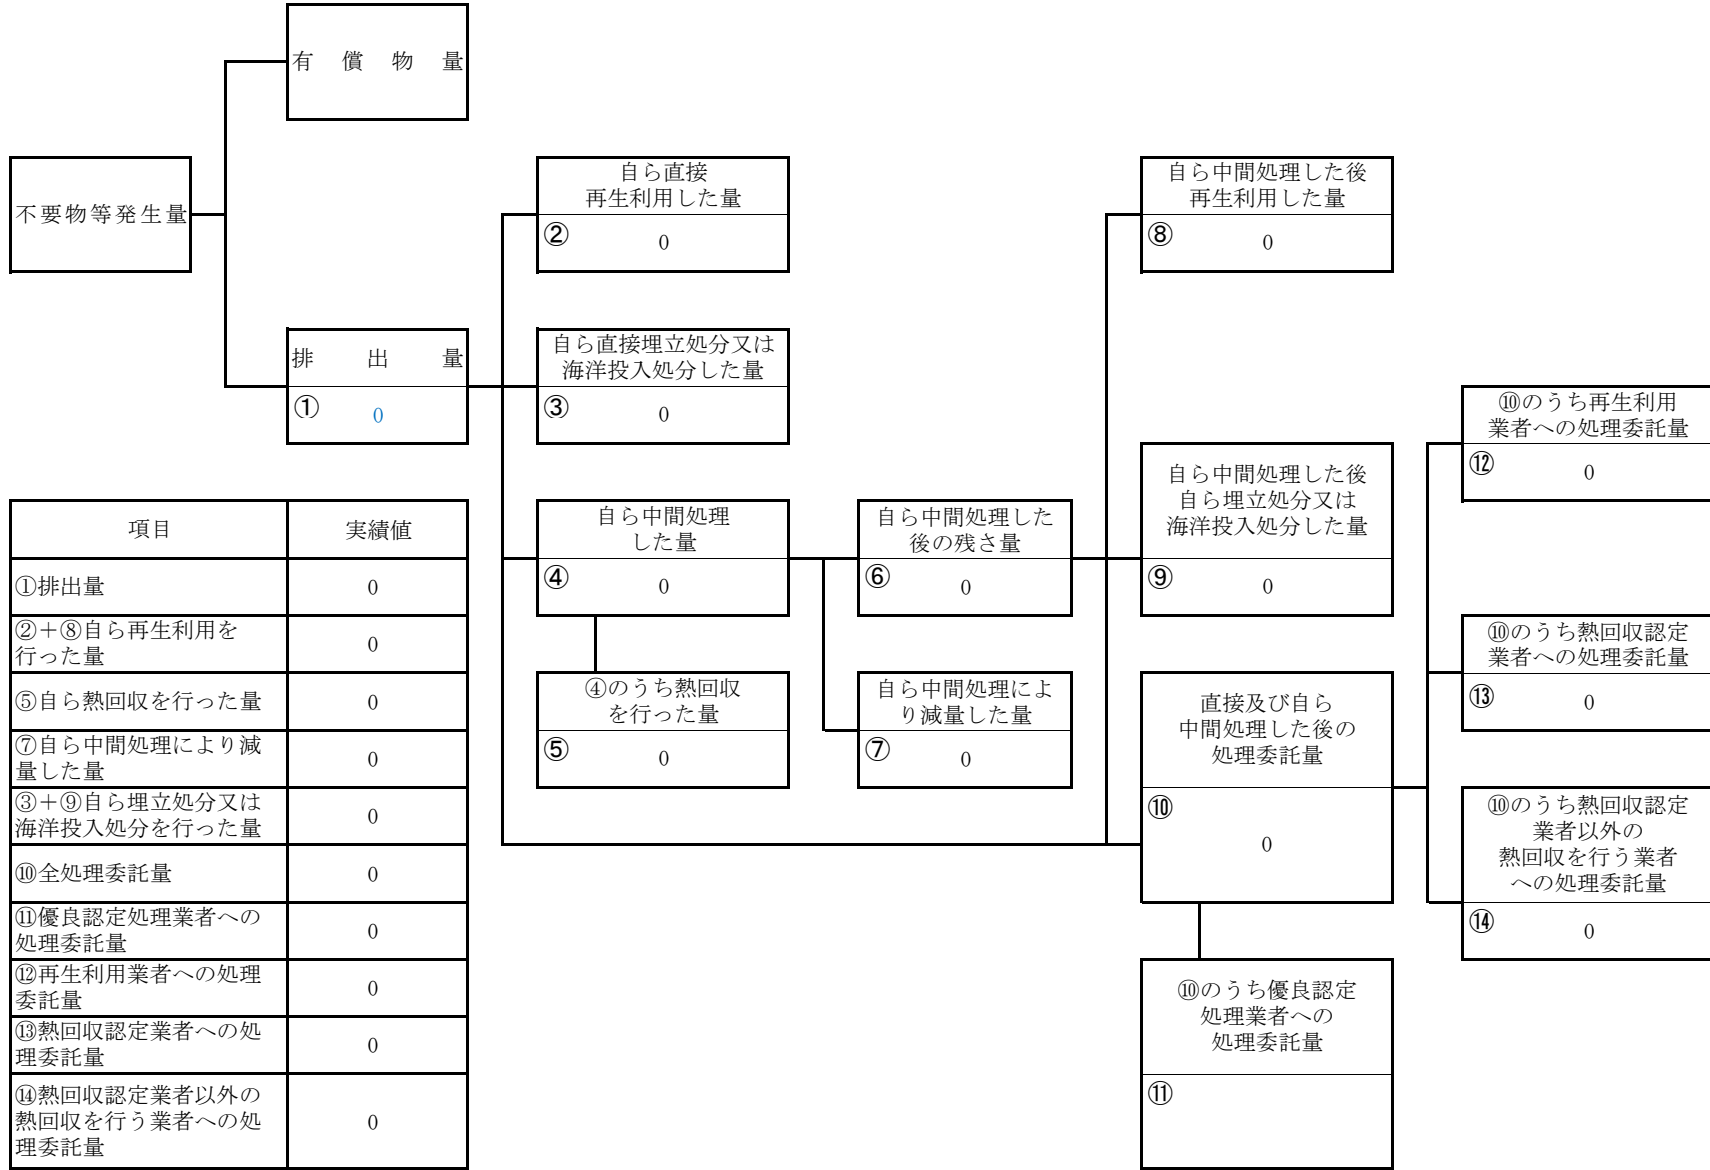 有償物量
不要物等発生量
自ら直接
再生利用した量
② 0
自ら中間処理した後
再生利用した量
⑧ 0
排出量
① 0
自ら直接埋立処分又は
海洋投入処分した量
③ 0
⑩のうち再生利用
業者への処理委託量
⑫ 0
自ら中間処理
した量
④ 0
自ら中間処理した
後の残さ量
⑥ 0
自ら中間処理した後
自ら埋立処分又は
海洋投入処分した量
⑨ 0
⑩のうち熱回収認定
業者への処理委託量
⑬ 0
④のうち熱回収
を行った量
⑤ 0
自ら中間処理によ
り減量した量
⑦ 0
直接及び自ら
中間処理した後の
処理委託量
⑩
0
⑩のうち熱回収認定
業者以外の
熱回収を行う業者
への処理委託量
⑭ 0
⑩のうち優良認定
処理業者への
処理委託量
⑪
項目 実績値
①排出量 0
②＋⑧自ら再生利用を
行った量 0
⑤自ら熱回収を行った量 0
⑦自ら中間処理により減
量した量 0
③＋⑨自ら埋立処分又は
海洋投入処分を行った量 0
⑩全処理委託量 0
⑪優良認定処理業者への
処理委託量 0
⑫再生利用業者への処理
委託量 0
⑬熱回収認定業者への処
理委託量 0
⑭熱回収認定業者以外の
熱回収を行う業者への処
理委託量 0